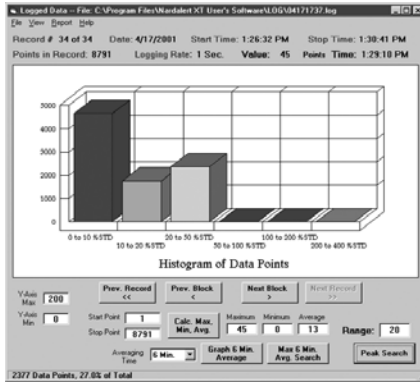 Logged Data -- File: C:\Program Files\Nardalert XT User's Software\LOG\04171737.log
File View Report Help
Record # 34 of 34 Date: 4/17/2001 Start Time: 1:26:32 PM Stop Time: 1:30:41 PM
Points in Record: 8791 Logging Rate: 1 Sec. Value: 45 Points Time: 1:29:10 PM
5000
4000
3000
2000
1000
0
0 to 10 %STD 20 to 30 %STD 100 to 200 %STD
10 to 20 %STD 50 to 100 %STD 200 to 400 %STD
Histogram of Data Points
Y-Axis Max 200
Y-Axis Min 0
Prev. Record <<
Prev. Block <
Next Block >
Next Record >>
Start Point 1
Stop Point 8791
Calc. Max, Min, Avg.
Maximum 45
Minimum 0
Average 13
Range: 20
Averaging Time 6 Min.
Graph 6 Min. Average
Max 6 Min. Avg. Search
Peak Search
2377 Data Points, 27.0% of Total